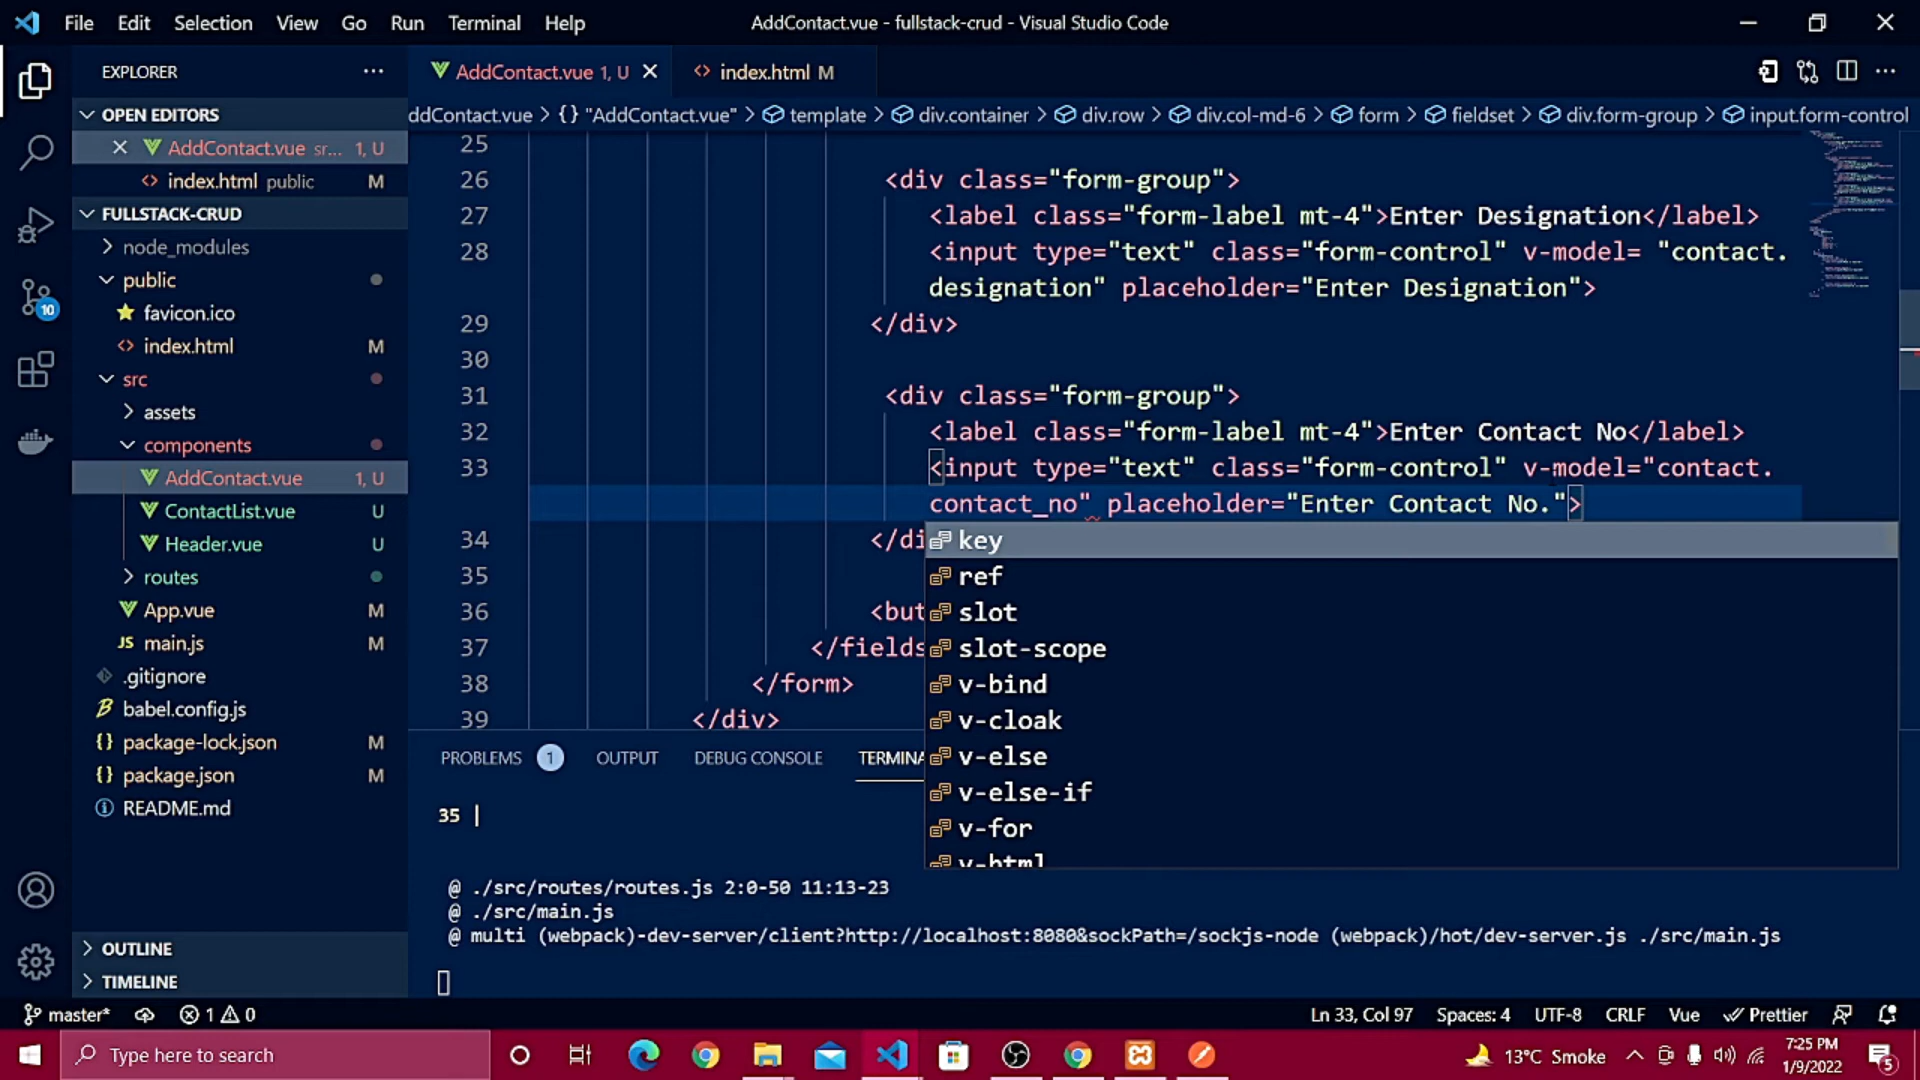 File Edit Selection View Go Run Terminal Help
AddContact.vue - fullstack-crud - Visual Studio Code
EXPLORER
AddContact.vue 1, U
index.html M
OPEN EDITORS
AddContact.vue sr... 1, U
index.html public M
FULLSTACK-CRUD
node_modules
public
favicon.ico
index.html M
src
assets
components
AddContact.vue 1, U
ContactList.vue U
Header.vue U
routes
App.vue M
JS main.js M
.gitignore
babel.config.js
{} package-lock.json M
{} package.json M
README.md
OUTLINE
TIMELINE
10
ddContact.vue > {} "AddContact.vue" > template > div.container > div.row > div.col-md-6 > form > fieldset > div.form-group > input.form-control
25
26 <div class="form-group">
27 <label class="form-label mt-4">Enter Designation</label>
28 <input type="text" class="form-control" v-model= "contact.
designation" placeholder="Enter Designation">
29 </div>
30
31 <div class="form-group">
32 <label class="form-label mt-4">Enter Contact No</label>
33 <input type="text" class="form-control" v-model="contact.
contact_no" placeholder="Enter Contact No.">
34 </di
35
36 <but
37 </fields
38 </form>
39 </div>
key
ref
slot
slot-scope
v-bind
v-cloak
v-else
v-else-if
v-for
v-html
PROBLEMS 1 OUTPUT DEBUG CONSOLE TERMINA
35 |
@ ./src/routes/routes.js 2:0-50 11:13-23
@ ./src/main.js
@ multi (webpack)-dev-server/client?http://localhost:8080&sockPath=/sockjs-node (webpack)/hot/dev-server.js ./src/main.js
master* 1 0
Ln 33, Col 97 Spaces: 4 UTF-8 CRLF Vue Prettier
Type here to search
13°C Smoke
7:25 PM
1/9/2022
5